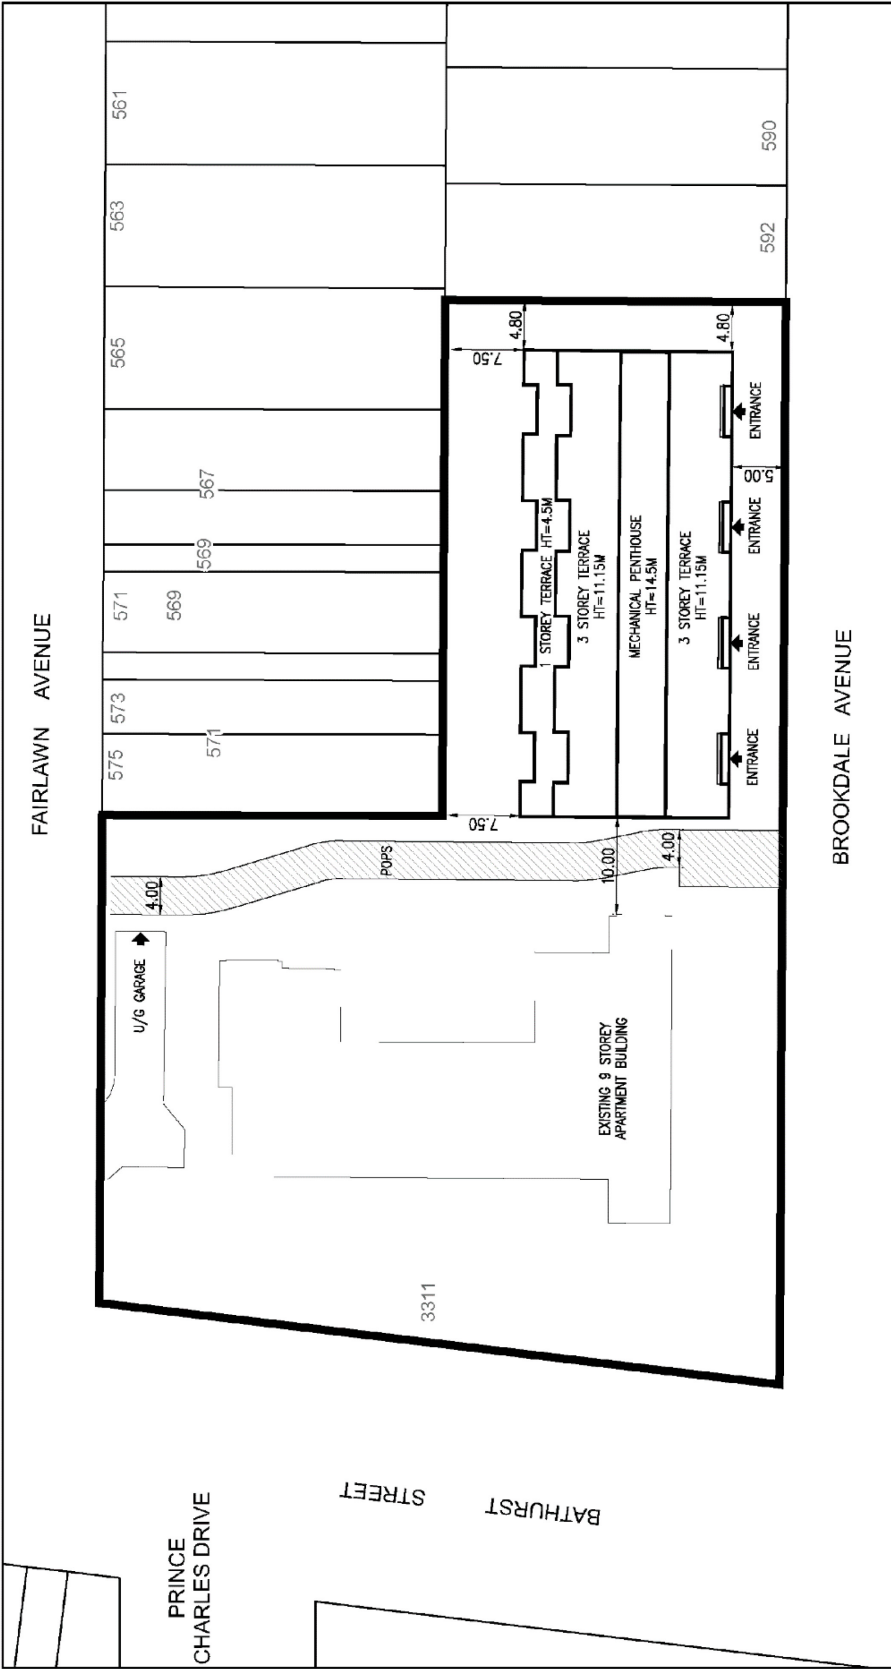 FAIRLAWN AVENUE
575
573
571
571
569
569
567
565
563
561
592
590
U/G GARAGE
4.00
POPS
7.50
7.50
4.80
1 STOREY TERRACE HT=4.5M
3 STOREY TERRACE
HT=11.15M
MECHANICAL PENTHOUSE
HT=14.5M
3 STOREY TERRACE
HT=11.15M
4.80
10.00
4.00
5.00
ENTRANCE
ENTRANCE
ENTRANCE
ENTRANCE
EXISTING 9 STOREY
APARTMENT BUILDING
3311
BROOKDALE AVENUE
PRINCE
CHARLES DRIVE
BATHURST STREET